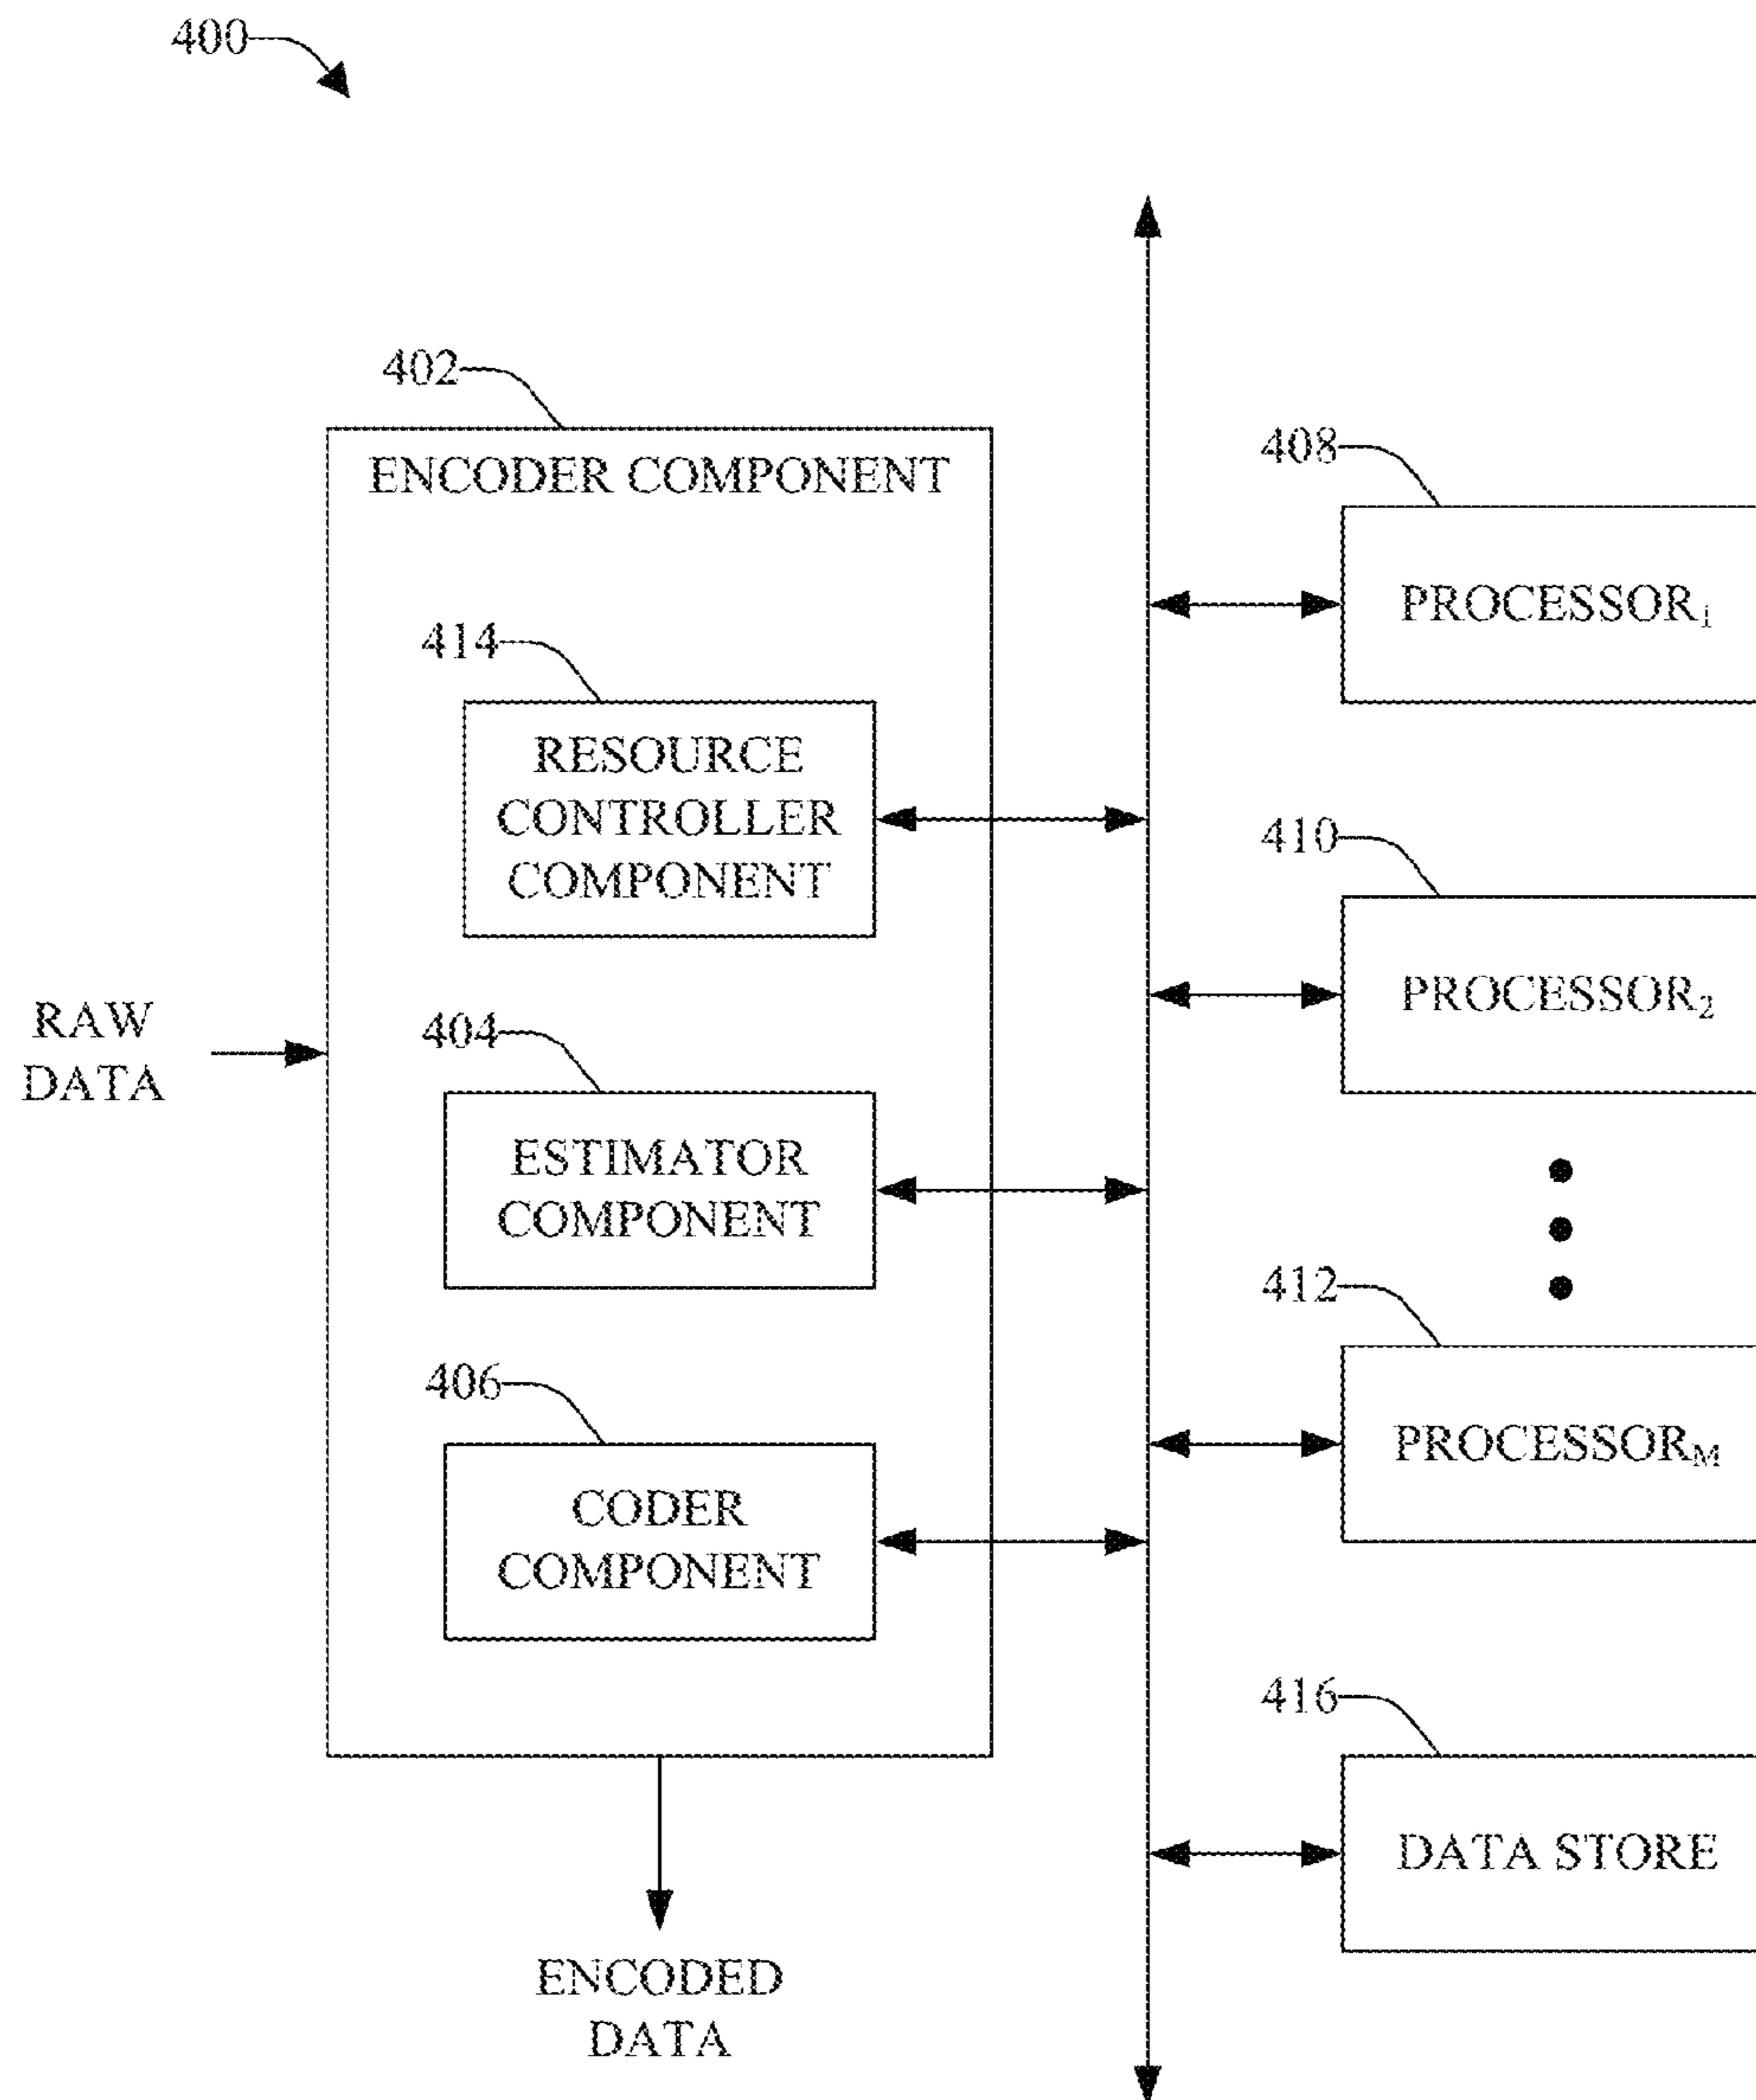 400
402
ENCODER COMPONENT
408
PROCESSOR₁
414
RESOURCE
CONTROLLER
COMPONENT
410
PROCESSOR₂
RAW
DATA
404
ESTIMATOR
COMPONENT
412
PROCESSOR_M
406
CODER
COMPONENT
416
DATA STORE
ENCODED
DATA